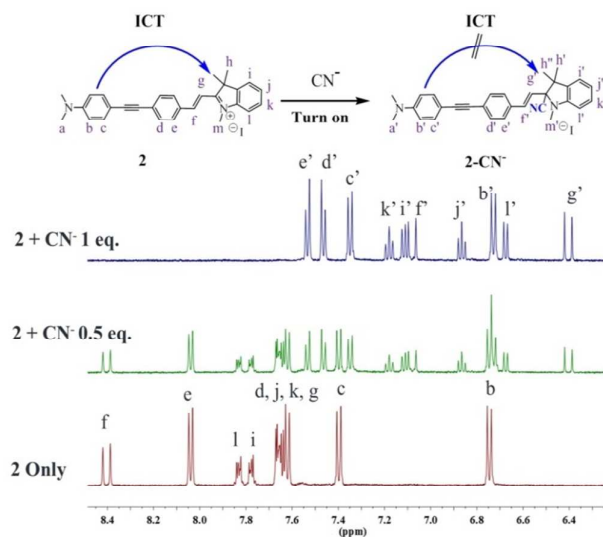 ICT ICT
h h'' h'
g i j k l g' i' j' k' l'
CN⁻
Turn on
N N⁺ N N
NC
a b c d e f m ⊖I a' b' c' d' e' f' m' ⊖I
2 2-CN⁻
e' d' c' k' i' f' j' b' l' g'
2 + CN⁻ 1 eq.
2 + CN⁻ 0.5 eq.
f e l i d, j, k, g c b
2 Only
8.4 8.2 8.0 7.8 7.6 7.4 7.2 7.0 6.8 6.6 6.4
(ppm)